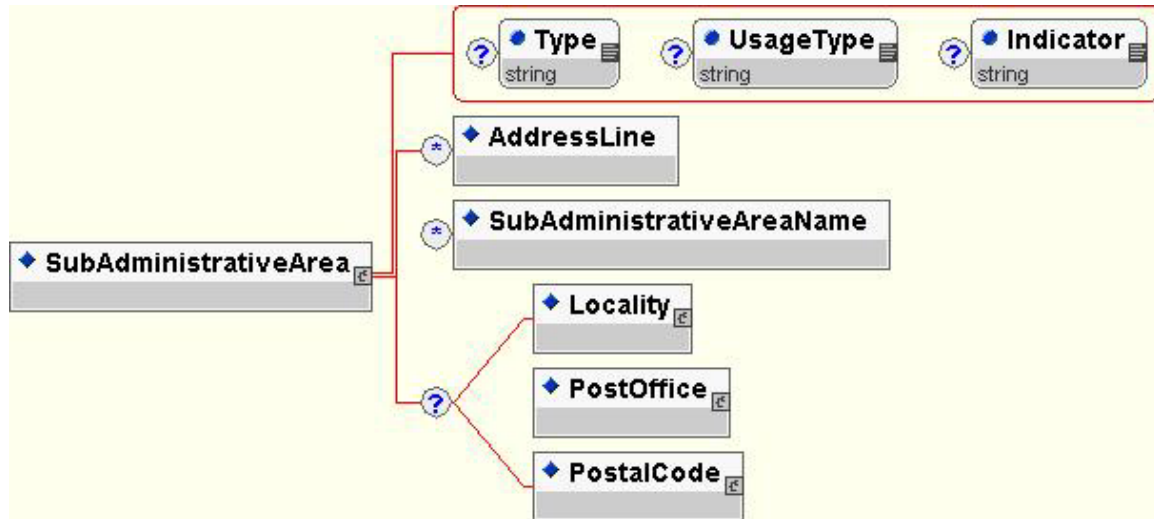 ? Type ? UsageType ? Indicator
string string string
* AddressLine
* SubAdministrativeAreaName
SubAdministrativeArea
Locality
? PostOffice
PostalCode